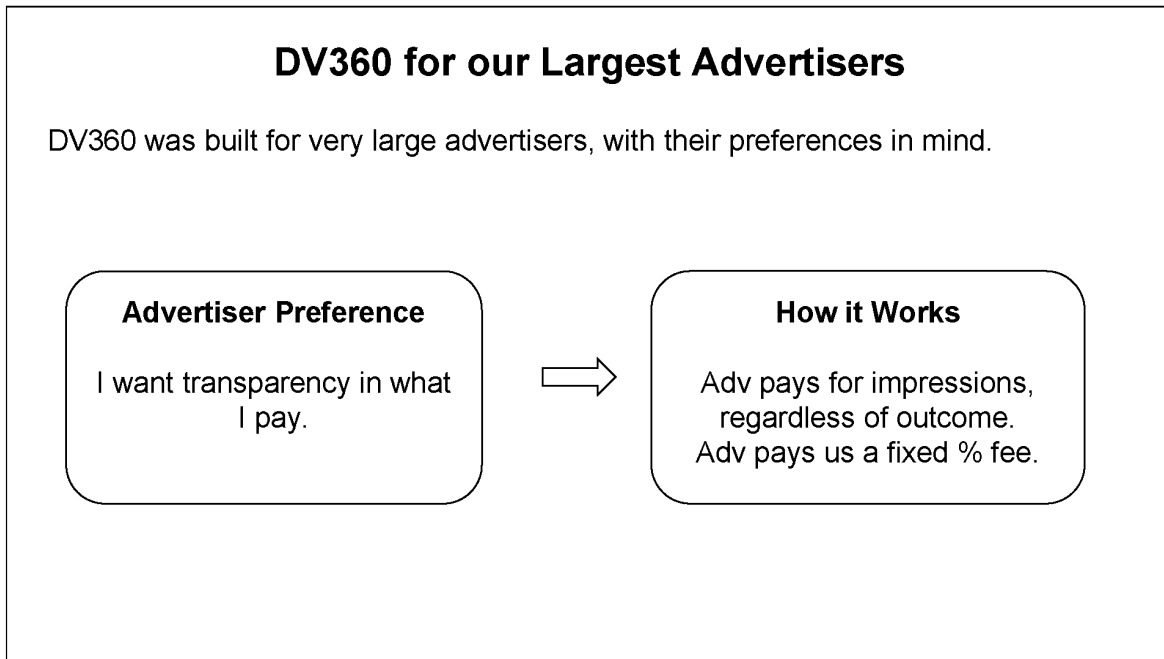 DV360 for our Largest Advertisers
DV360 was built for very large advertisers, with their preferences in mind.
Advertiser Preference
I want transparency in what
I pay.
How it Works
Adv pays for impressions,
regardless of outcome.
Adv pays us a fixed % fee.